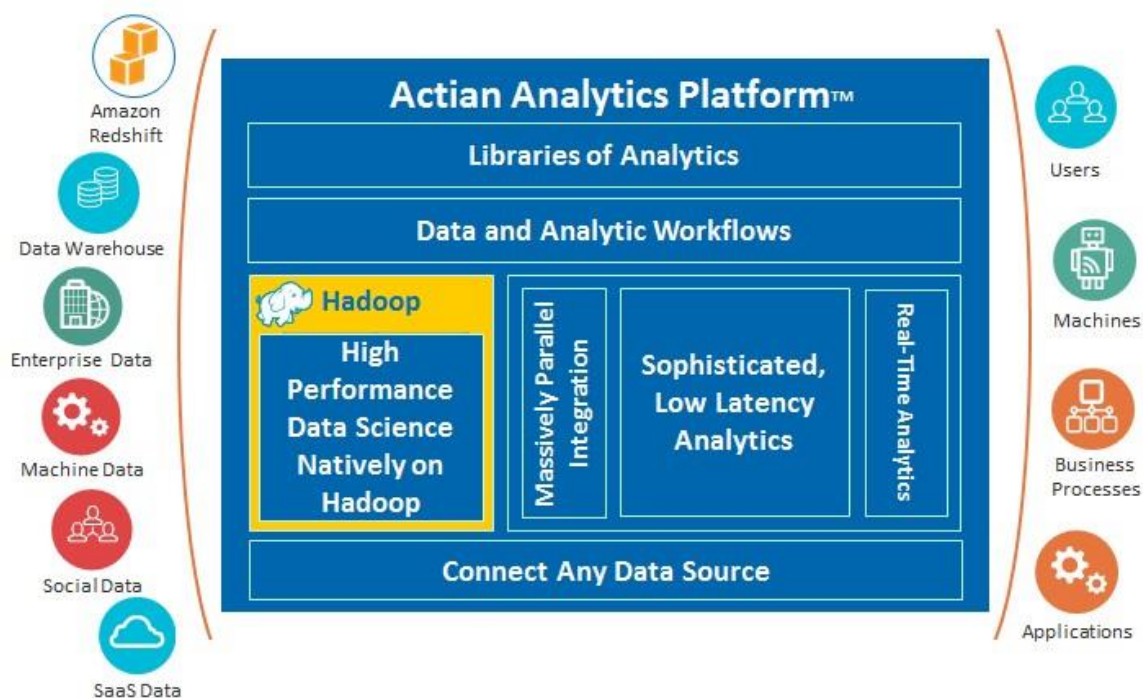 Amazon
Redshift
Data Warehouse
Enterprise Data
Machine Data
Social Data
SaaS Data
Actian Analytics Platform™
Libraries of Analytics
Data and Analytic Workflows
Hadoop
High
Performance
Data Science
Natively on
Hadoop
Massively Parallel
Integration
Sophisticated,
Low Latency
Analytics
Real-Time Analytics
Connect Any Data Source
Users
Machines
Business
Processes
Applications